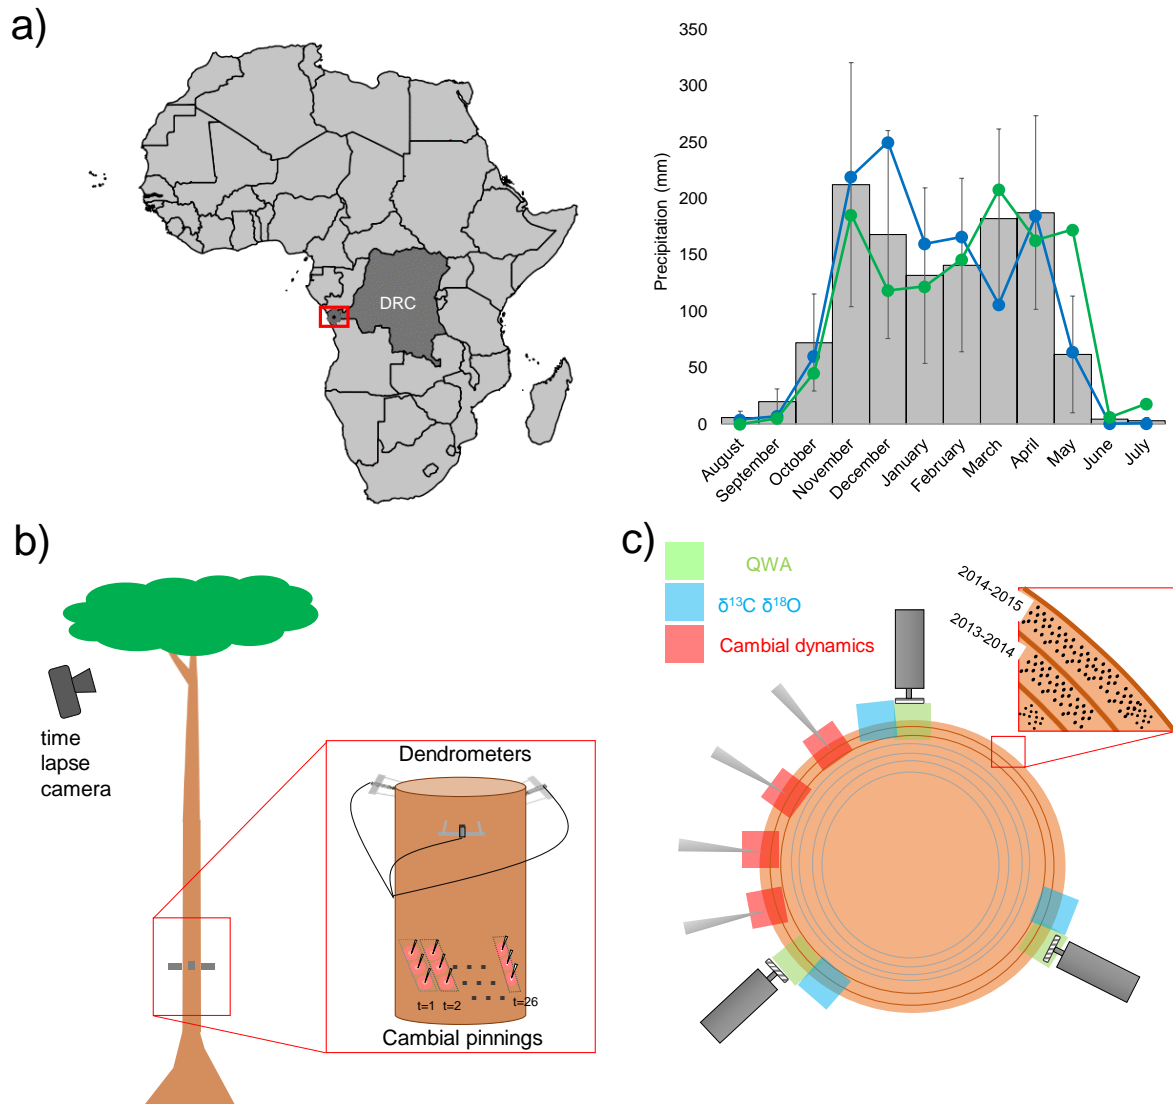 a)
DRC
350
300
250
200
150
100
50
0
Precipitation (mm)
August
September
October
November
December
January
February
March
April
May
June
July
b)
time
lapse
camera
Dendrometers
t=1 t=2 t=26
Cambial pinnings
c)
QWA
δ¹³C δ¹⁸O
Cambial dynamics
2014-2015
2013-2014